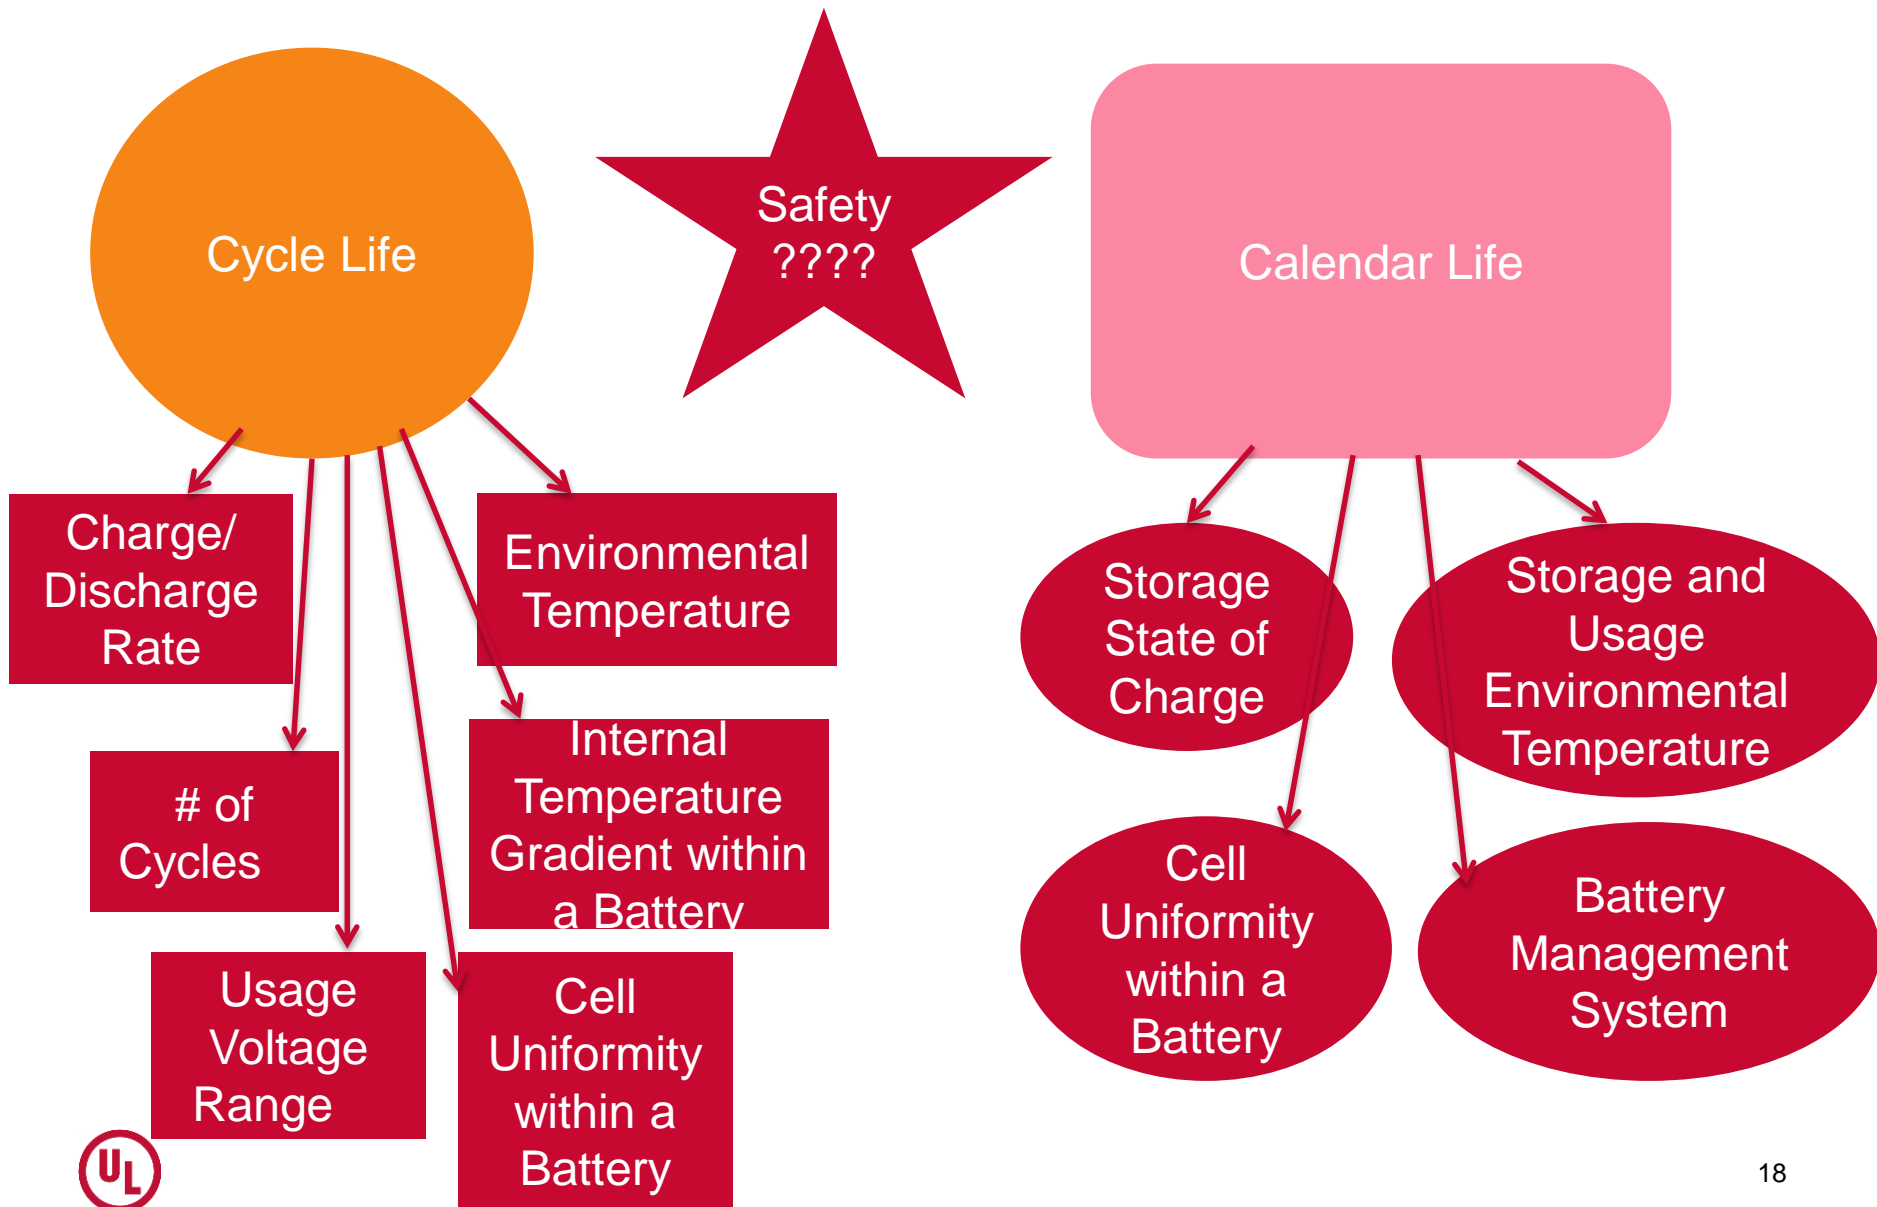 Cycle Life
Safety
????
Calendar Life
Charge/
Discharge
Rate
Environmental
Temperature
# of
Cycles
Internal
Temperature
Gradient within
a Battery
Usage
Voltage
Range
Cell
Uniformity
within a
Battery
Storage
State of
Charge
Storage and
Usage
Environmental
Temperature
Cell
Uniformity
within a
Battery
Battery
Management
System
UL
18